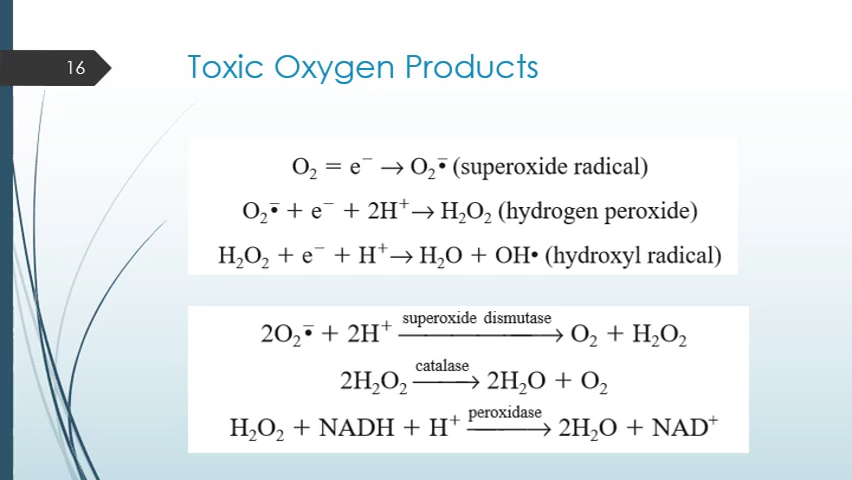 16
Toxic Oxygen Products
O₂ = e⁻ → O₂⁻• (superoxide radical)
O₂⁻• + e⁻ + 2H⁺→ H₂O₂ (hydrogen peroxide)
H₂O₂ + e⁻ + H⁺→ H₂O + OH• (hydroxyl radical)
superoxide dismutase
2O₂⁻• + 2H⁺ → O₂ + H₂O₂
catalase
2H₂O₂ → 2H₂O + O₂
peroxidase
H₂O₂ + NADH + H⁺ → 2H₂O + NAD⁺